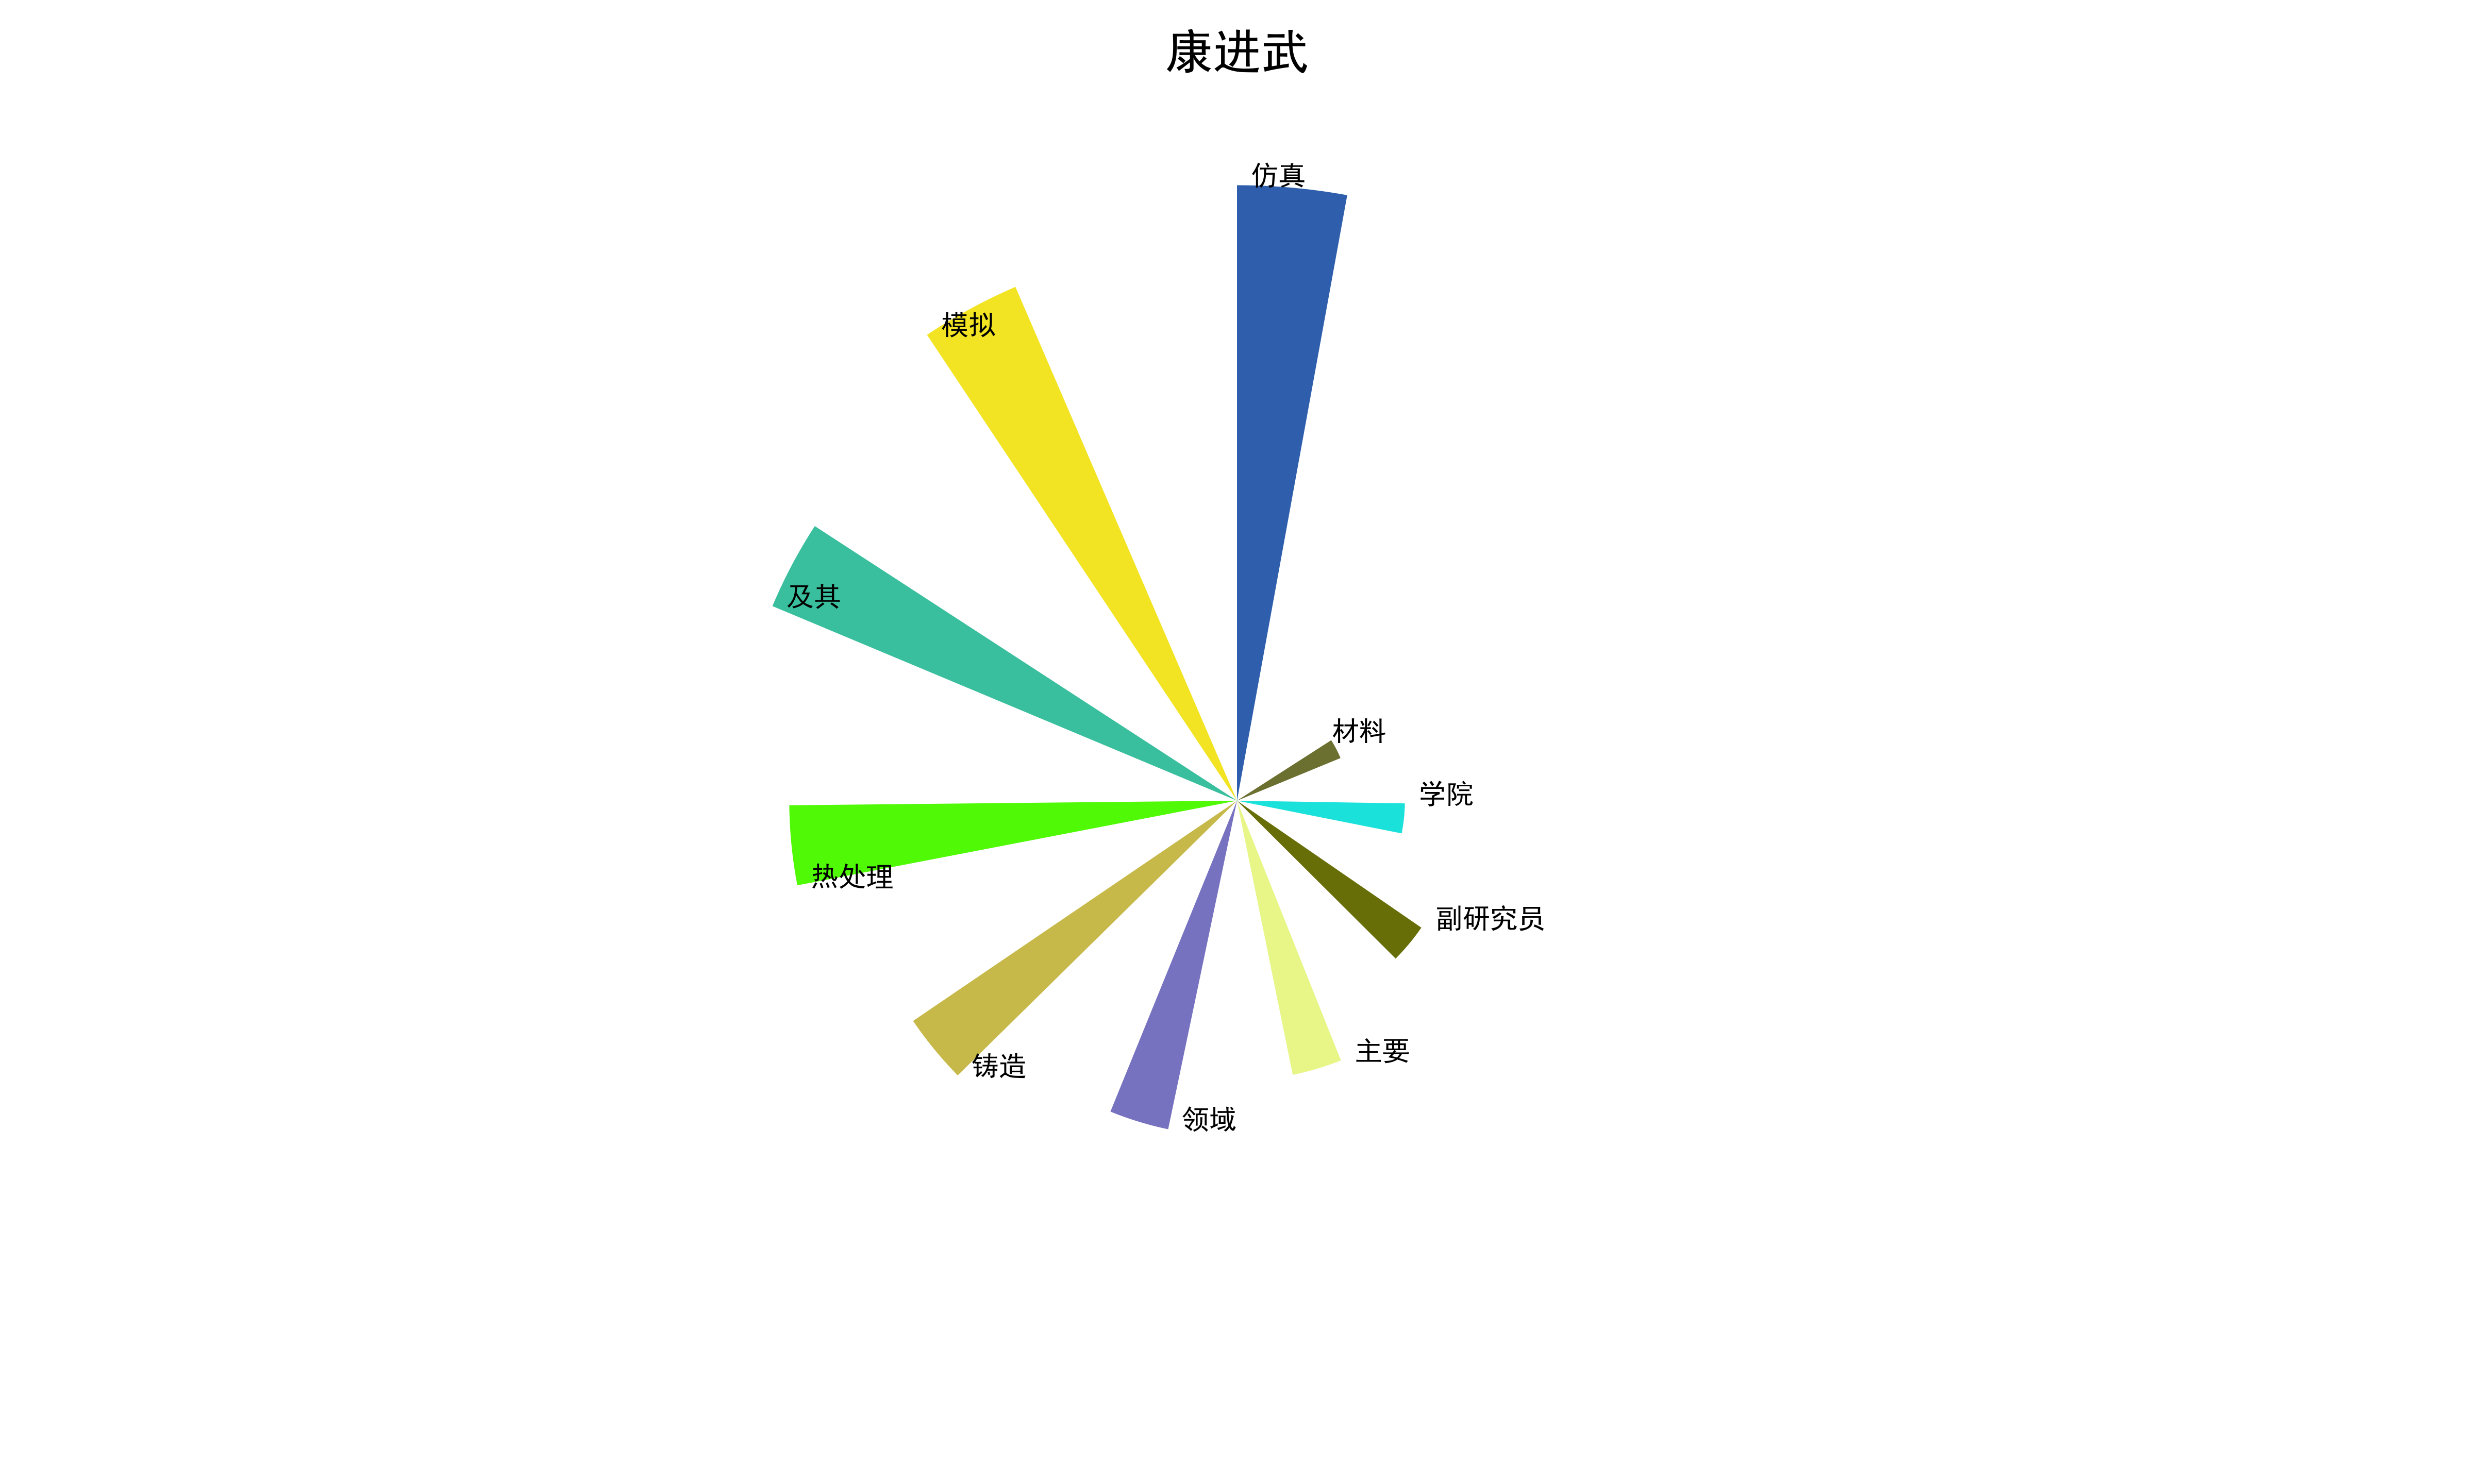 康进武
仿真
模拟
及其
材料
学院
热处理
副研究员
主要
铸造
领域